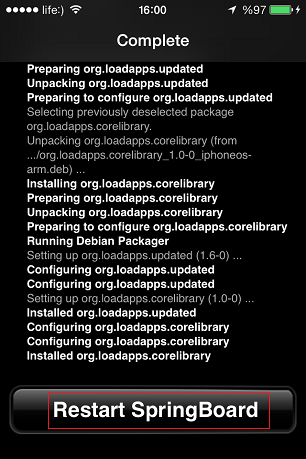 life:) 16:00 %97
Complete
Preparing org.loadapps.updated
Unpacking org.loadapps.updated
Preparing to configure org.loadapps.updated
Selecting previously deselected package
org.loadapps.corelibrary.
Unpacking org.loadapps.corelibrary (from
.../org.loadapps.corelibrary_1.0-0_iphoneos-
arm.deb) ...
Installing org.loadapps.corelibrary
Preparing org.loadapps.corelibrary
Unpacking org.loadapps.corelibrary
Preparing to configure org.loadapps.corelibrary
Running Debian Packager
Setting up org.loadapps.updated (1.6-0) ...
Configuring org.loadapps.updated
Configuring org.loadapps.updated
Setting up org.loadapps.corelibrary (1.0-0) ...
Installed org.loadapps.updated
Configuring org.loadapps.corelibrary
Configuring org.loadapps.corelibrary
Installed org.loadapps.corelibrary
Restart SpringBoard